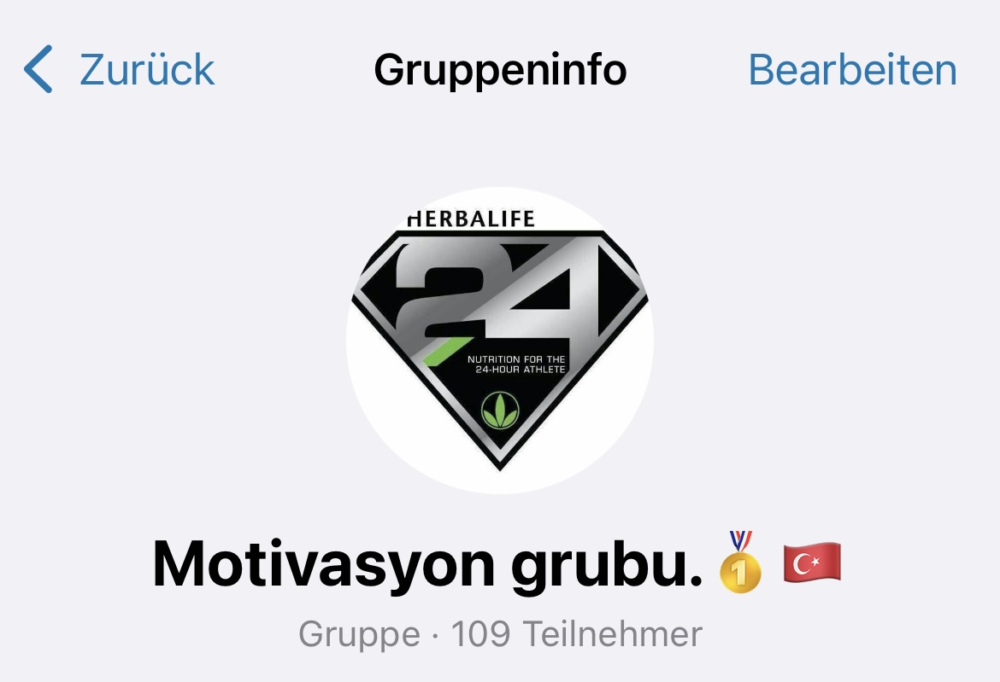 Zurück Gruppeninfo Bearbeiten
HERBALIFE
24
NUTRITION FOR THE
24-HOUR ATHLETE
Motivasyon grubu.🥇🇹🇷
Gruppe · 109 Teilnehmer